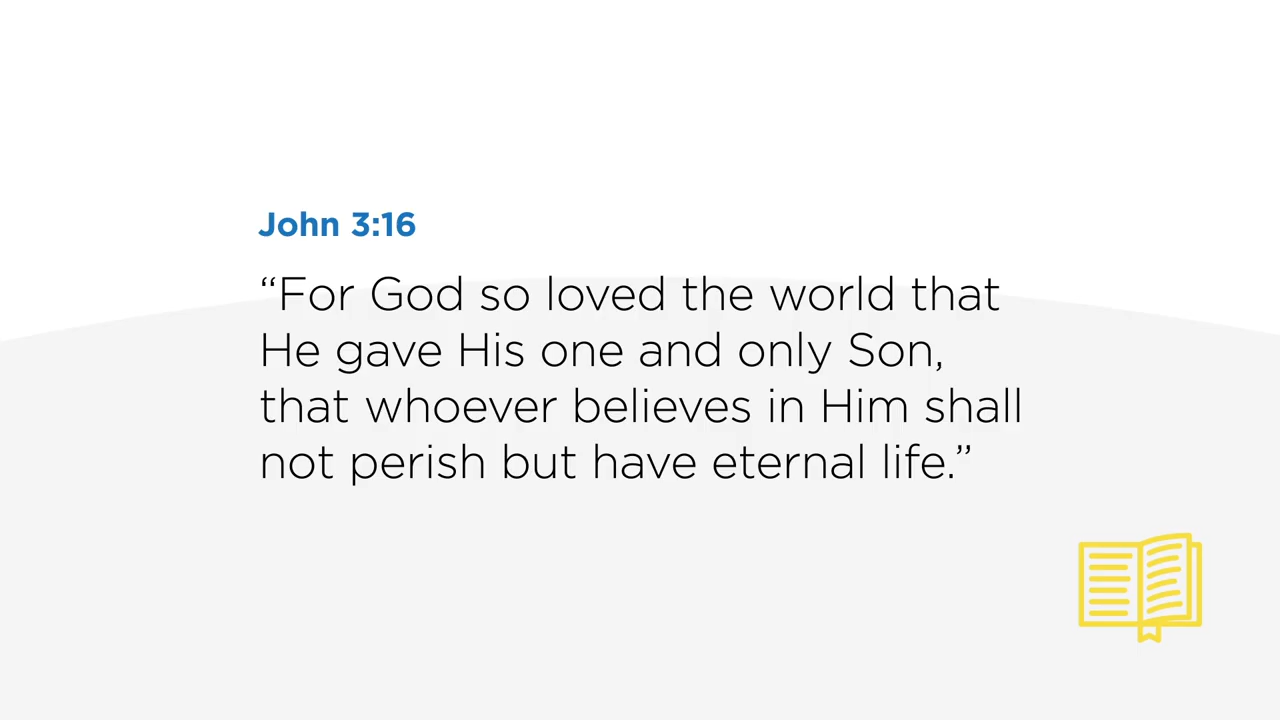 John 3:16
“For God so loved the world that
He gave His one and only Son,
that whoever believes in Him shall
not perish but have eternal life.”